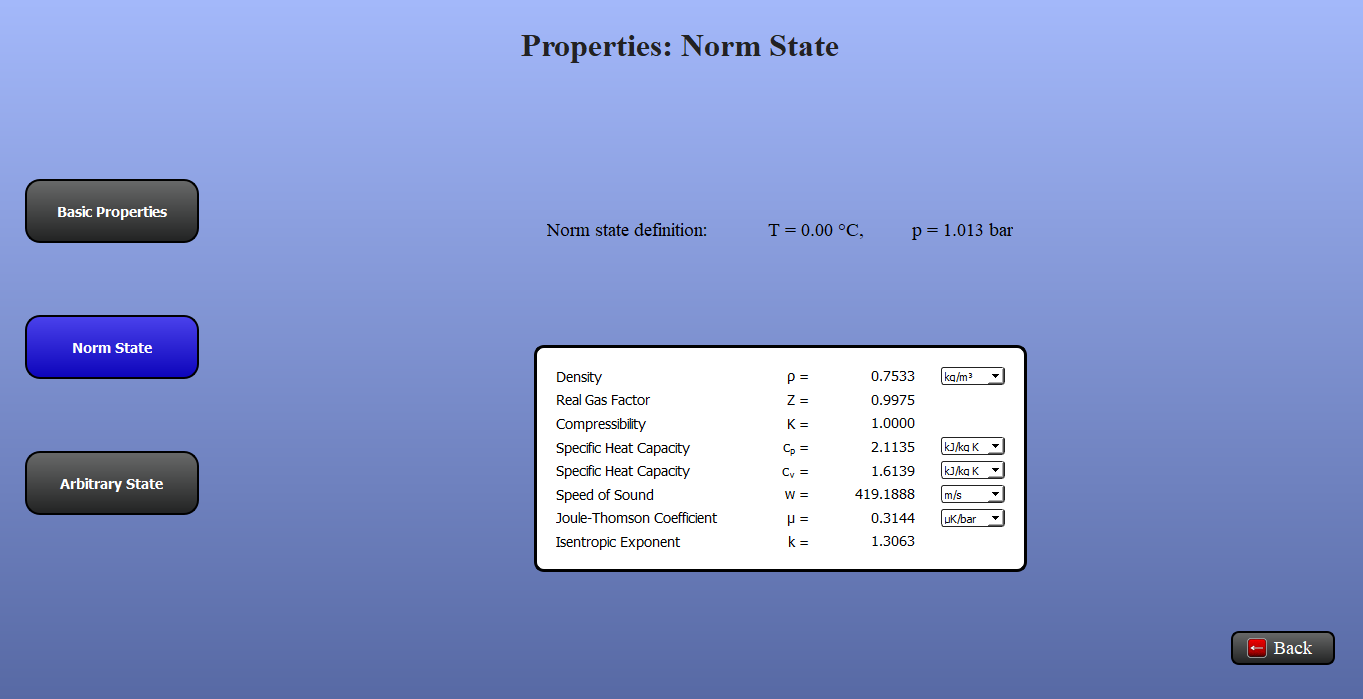 Properties: Norm State
Basic Properties
Norm state definition: T = 0.00 °C, p = 1.013 bar
Norm State
Density ρ = 0.7533 kg/m³
Real Gas Factor Z = 0.9975
Compressibility K = 1.0000
Specific Heat Capacity cp = 2.1135 kJ/kg K
Specific Heat Capacity cv = 1.6139 kJ/kg K
Speed of Sound w = 419.1888 m/s
Joule-Thomson Coefficient µ = 0.3144 µK/bar
Isentropic Exponent k = 1.3063
Arbitrary State
Back